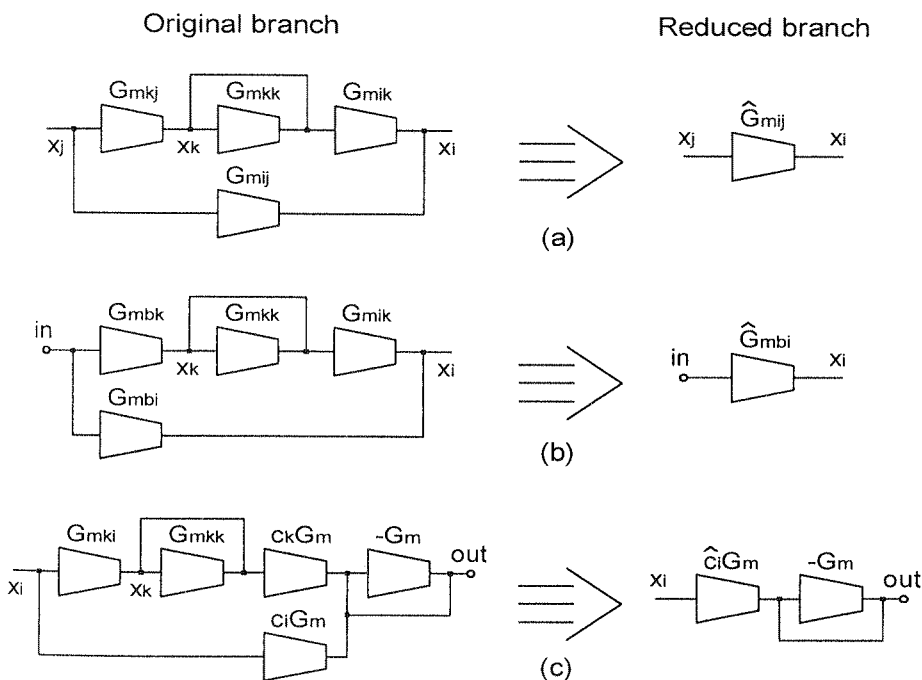 Original branch
Reduced branch
Gmkj
Gmkk
Gmik
xj
xk
xi
Gmij
Ĝmij
xj
xi
(a)
in
Gmbk
Gmkk
Gmik
xk
xi
Gmbi
in
Ĝmbi
xi
(b)
Gmki
Gmkk
ckGm
-Gm
out
xi
xk
ciGm
xi
ĉiGm
-Gm
out
(c)